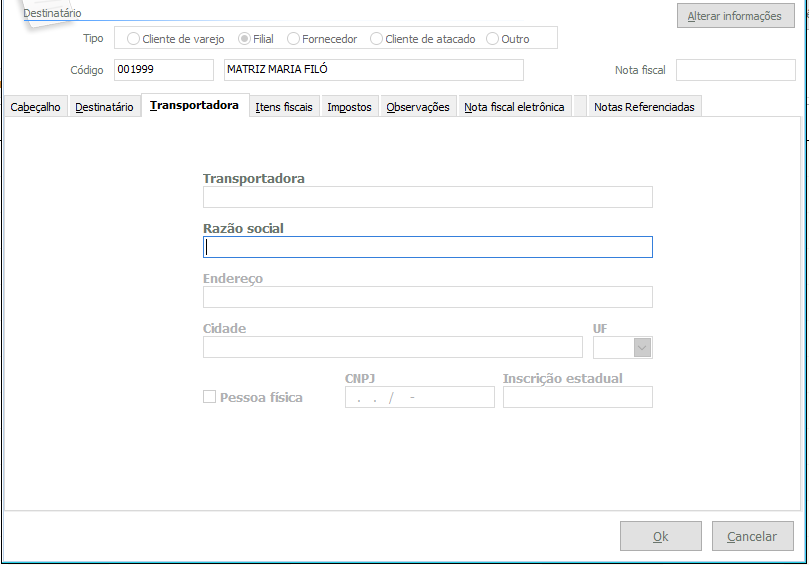 Destinatário
Alterar informações
Tipo Cliente de varejo Filial Fornecedor Cliente de atacado Outro
Código 001999 MATRIZ MARIA FILÓ Nota fiscal
Cabeçalho Destinatário Transportadora Itens fiscais Impostos Observações Nota fiscal eletrônica Notas Referenciadas
Transportadora
Razão social
Endereço
Cidade UF
CNPJ Inscrição estadual
Pessoa física . . / -
Ok Cancelar